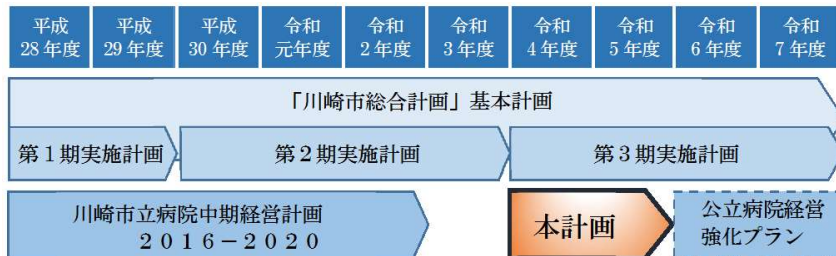 平成 平成 平成 令和 令和 令和 令和 令和 令和 令和
28年度 29年度 30年度 元年度 2年度 3年度 4年度 5年度 6年度 7年度
「川崎市総合計画」基本計画
第1期実施計画 第2期実施計画 第3期実施計画
川崎市立病院中期経営計画
2016-2020
本計画
公立病院経営
強化プラン